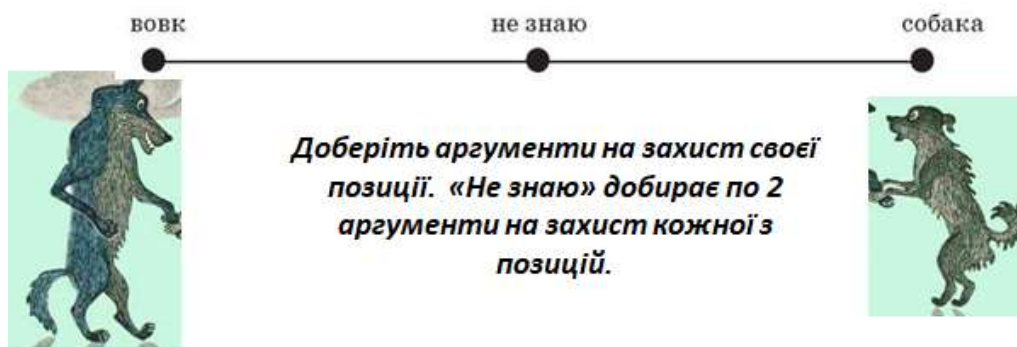 вовк не знаю собака
Доберіть аргументи на захист своєї
позиції. «Не знаю» добирає по 2
аргументи на захист кожної з
позицій.